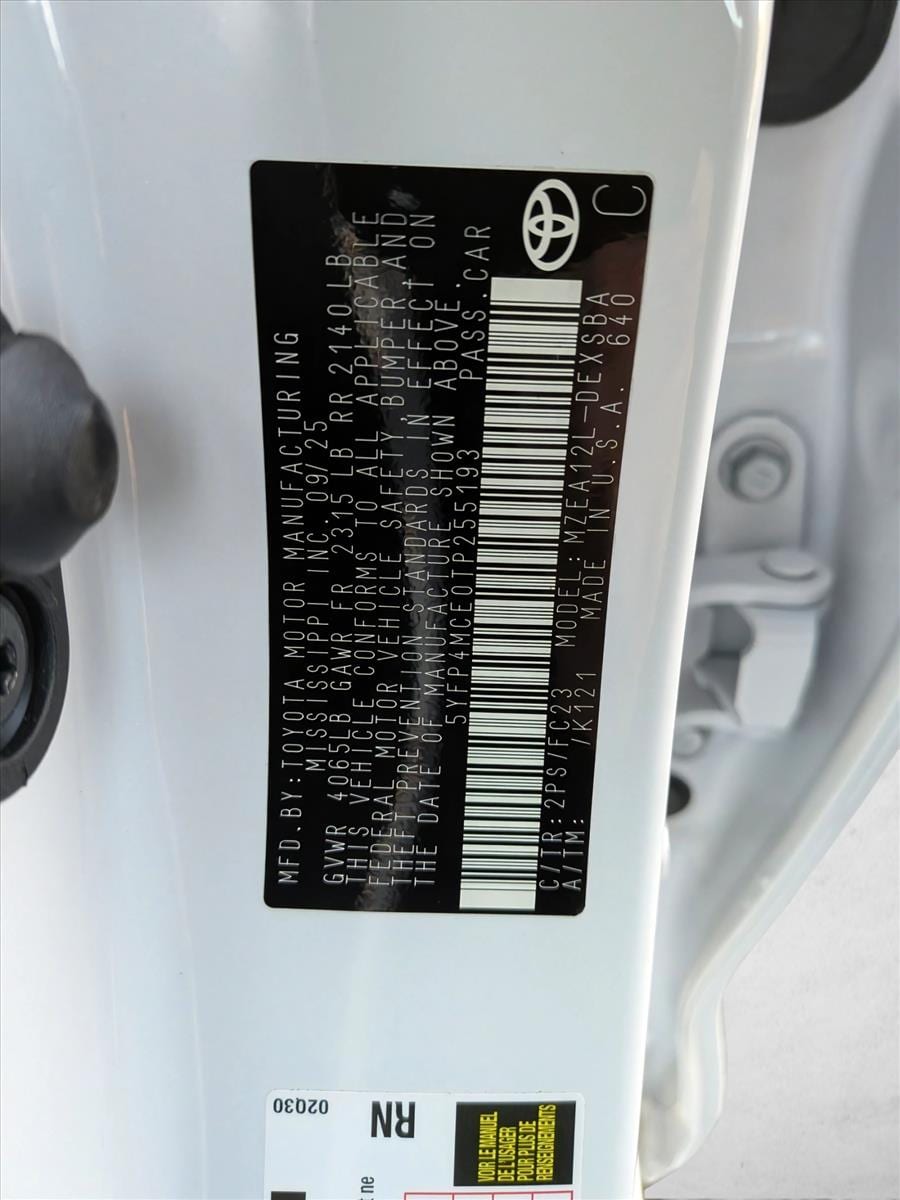 MFD.BY:TOYOTA MOTOR MANUFACTURING
MISSISSIPPI INC. 09/25
GVWR 4065LB GAWR FR 2315 LB RR 2140 LB
THIS VEHICLE CONFORMS TO ALL APPLICABLE
FEDERAL MOTOR VEHICLE SAFETY,BUMPER,AND
THEFT PREVENTION STANDARDS IN EFFECT ON
THE DATE OF MANUFACTURE SHOWN ABOVE.
5YFP4MCE0TP255193 PASS.CAR
C/TR:2PS/FC23 MODEL:MZEA12L-DEXSBA
A/TM: /K121 MADE IN U.S.A. 640
C
02Q30
RN
VOIR LE MANUEL
DE L'USAGER
POUR PLUS DE
RENSEIGNEMENTS
ne